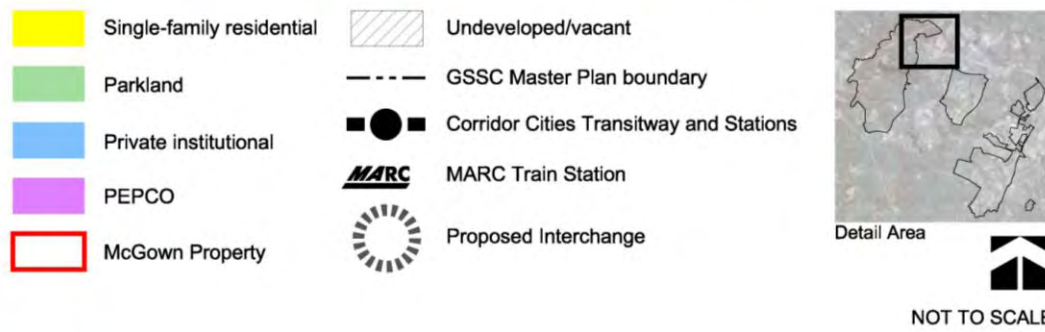 Single-family residential
Parkland
Private institutional
PEPCO
McGown Property
Undeveloped/vacant
GSSC Master Plan boundary
Corridor Cities Transitway and Stations
MARC
MARC Train Station
Proposed Interchange
Detail Area
NOT TO SCALE